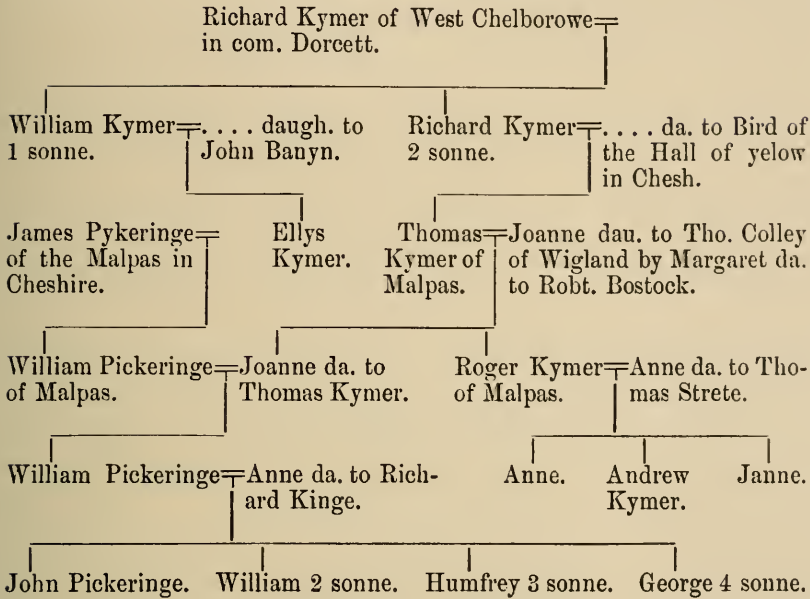 Richard Kymer of West Chelborowe
in com. Dorcett.
William Kymer
1 sonne.
. . . . daugh. to
John Banyn.
Richard Kymer
2 sonne.
. . . . da. to Bird of
the Hall of yelow
in Chesh.
James Pykeringe
of the Malpas in
Cheshire.
Ellys
Kymer.
Thomas
Kymer of
Malpas.
Joanne dau. to Tho. Colley
of Wigland by Margaret da.
to Robt. Bostock.
William Pickeringe
of Malpas.
Joanne da. to
Thomas Kymer.
Roger Kymer
of Malpas.
Anne da. to Tho-
mas Strete.
William Pickeringe
Anne da. to Rich-
ard Kinge.
Anne.
Andrew
Kymer.
Janne.
John Pickeringe.
William 2 sonne.
Humfrey 3 sonne.
George 4 sonne.